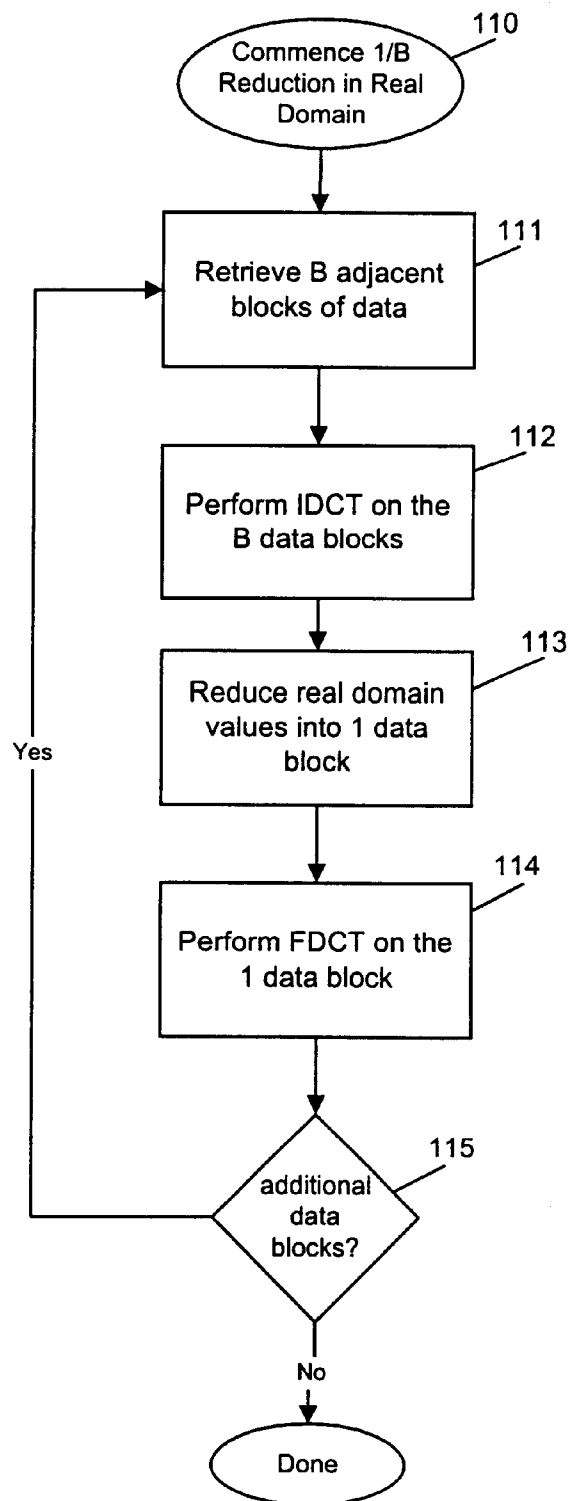 110
Commence 1/B
Reduction in Real
Domain
111
Retrieve B adjacent
blocks of data
112
Perform IDCT on the
B data blocks
113
Reduce real domain
values into 1 data
block
Yes
114
Perform FDCT on the
1 data block
115
additional
data
blocks?
No
Done